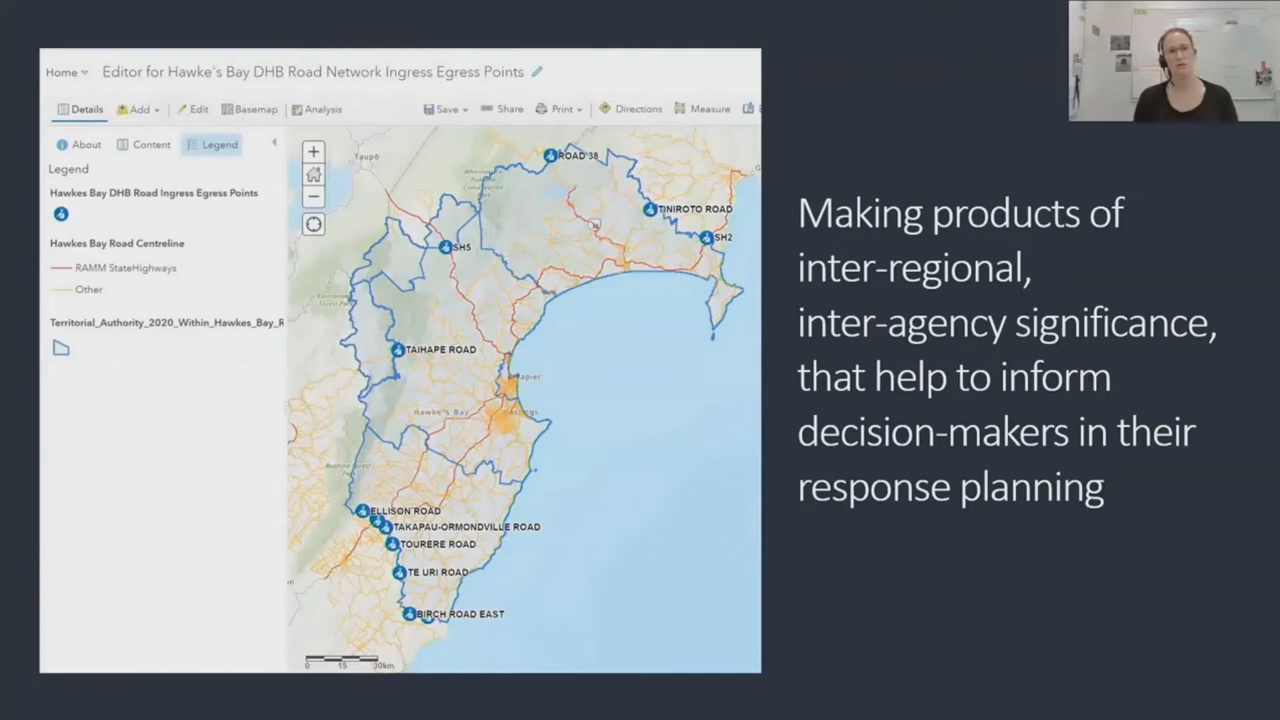 Home
Editor for Hawke's Bay DHB Road Network Ingress Egress Points
Details
Add
Edit
Basemap
Analysis
Save
Share
Print
Directions
Measure
About
Content
Legend
Legend
Hawkes Bay DHB Road Ingress Egress Points
Hawkes Bay Road Centreline
RAMM StateHighways
Other
Territorial_Authority_2020_Within_Hawkes_Bay_R
Taupō
ROAD 38
TINIROTO ROAD
SH2
SH5
TAIHAPE ROAD
Napier
Hawke's Bay
Hastings
ELLISON ROAD
TAKAPAU-ORMONDVILLE ROAD
TOURERE ROAD
TE URI ROAD
BIRCH ROAD EAST
0 15 30km
Making products of
inter-regional,
inter-agency significance,
that help to inform
decision-makers in their
response planning